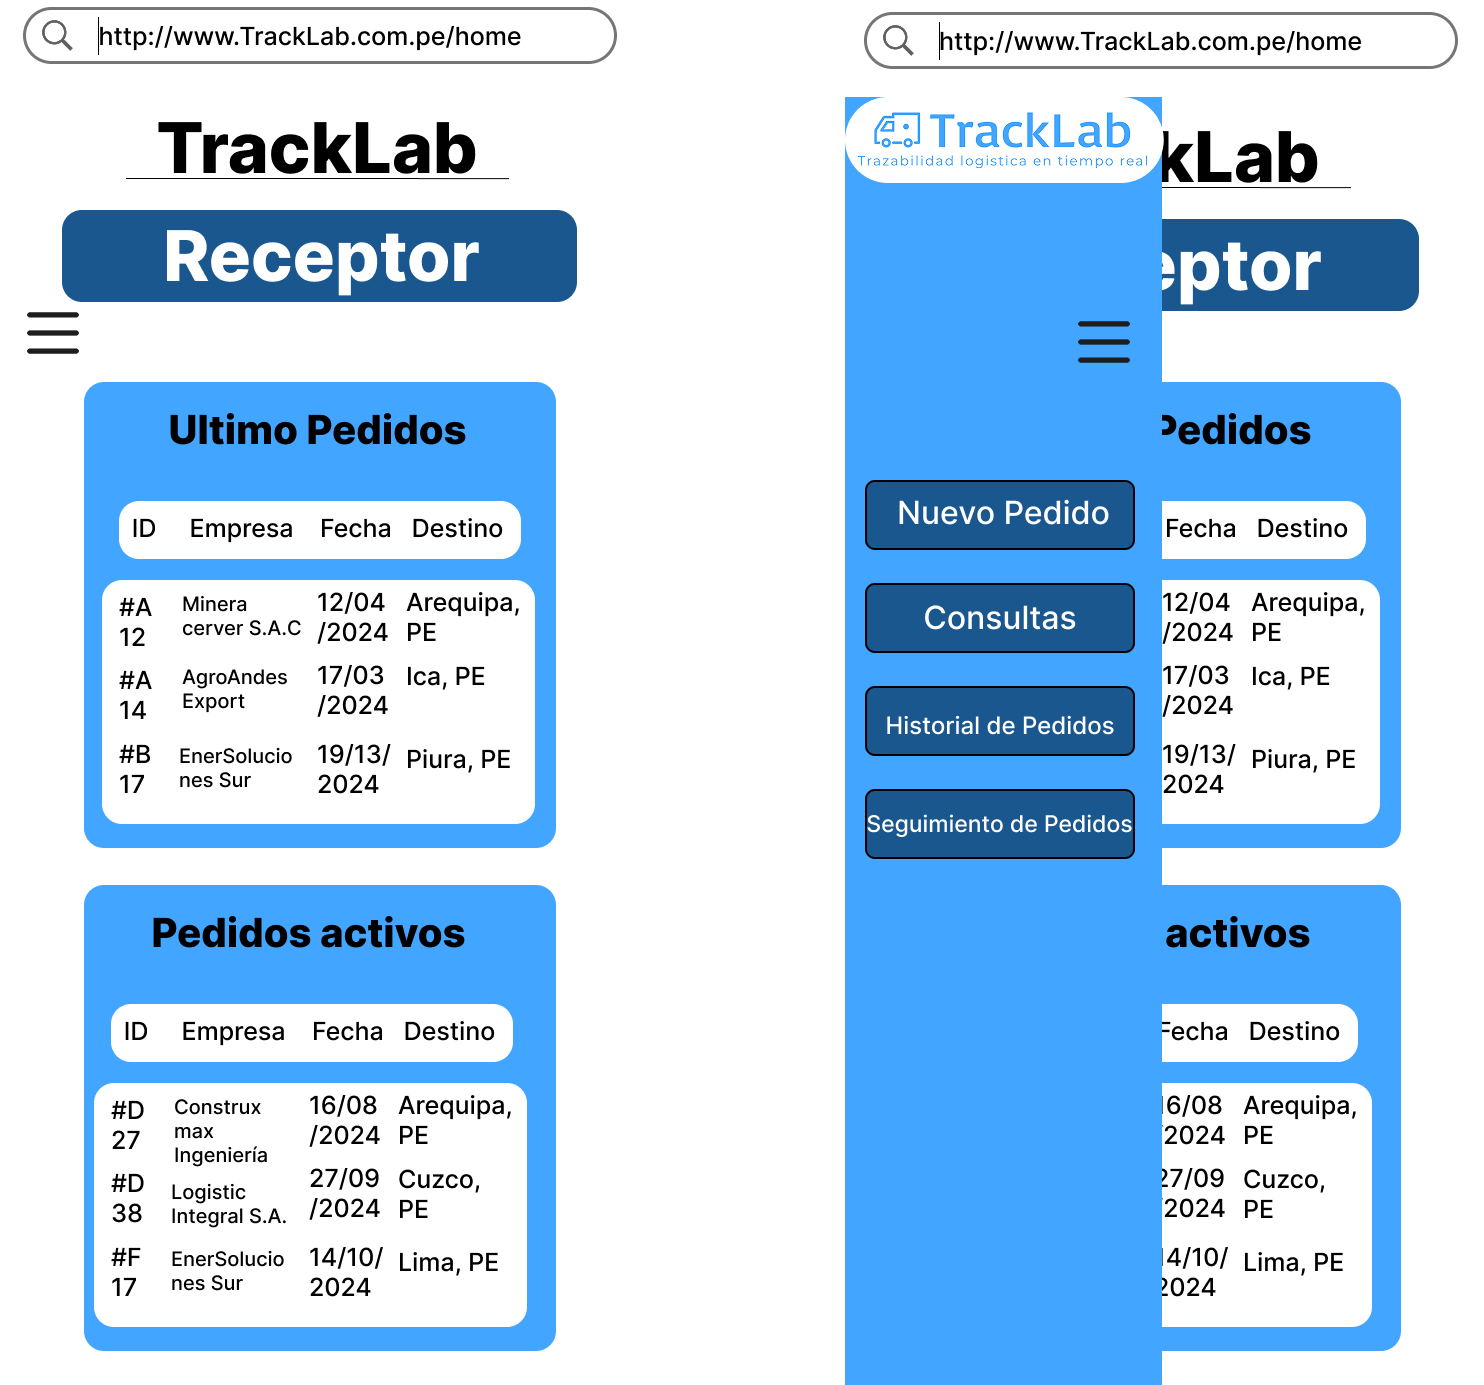 http://www.TrackLab.com.pe/home
TrackLab
Receptor
Ultimo Pedidos
ID Empresa Fecha Destino
#A
12
Minera
cerver S.A.C
12/04
/2024
Arequipa,
PE
#A
14
AgroAndes
Export
17/03
/2024
Ica, PE
#B
17
EnerSolucio
nes Sur
19/13/
2024
Piura, PE
Pedidos activos
ID Empresa Fecha Destino
#D
27
Construx
max
Ingeniería
16/08
/2024
Arequipa,
PE
#D
38
Logistic
Integral S.A.
27/09
/2024
Cuzco,
PE
#F
17
EnerSolucio
nes Sur
14/10/
2024
Lima, PE
http://www.TrackLab.com.pe/home
TrackLab
Trazabilidad logistica en tiempo real
kLab
eptor
Nuevo Pedido
Consultas
Historial de Pedidos
Seguimiento de Pedidos
Pedidos
Fecha Destino
12/04
/2024
Arequipa,
PE
17/03
/2024
Ica, PE
19/13/
2024
Piura, PE
activos
Fecha Destino
16/08
/2024
Arequipa,
PE
27/09
/2024
Cuzco,
PE
14/10/
2024
Lima, PE